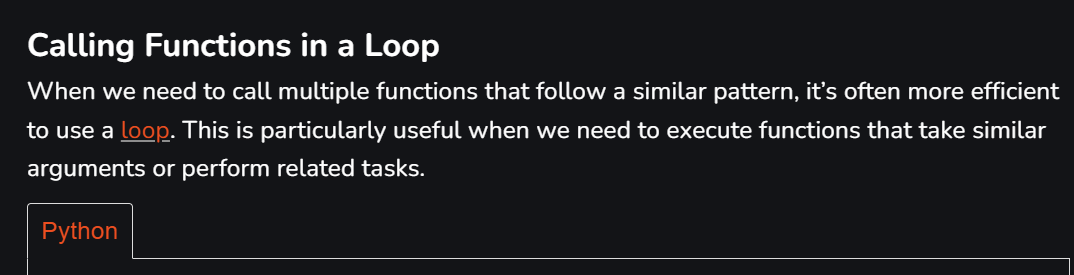 Calling Functions in a Loop
When we need to call multiple functions that follow a similar pattern, it’s often more efficient
to use a loop. This is particularly useful when we need to execute functions that take similar
arguments or perform related tasks.
Python